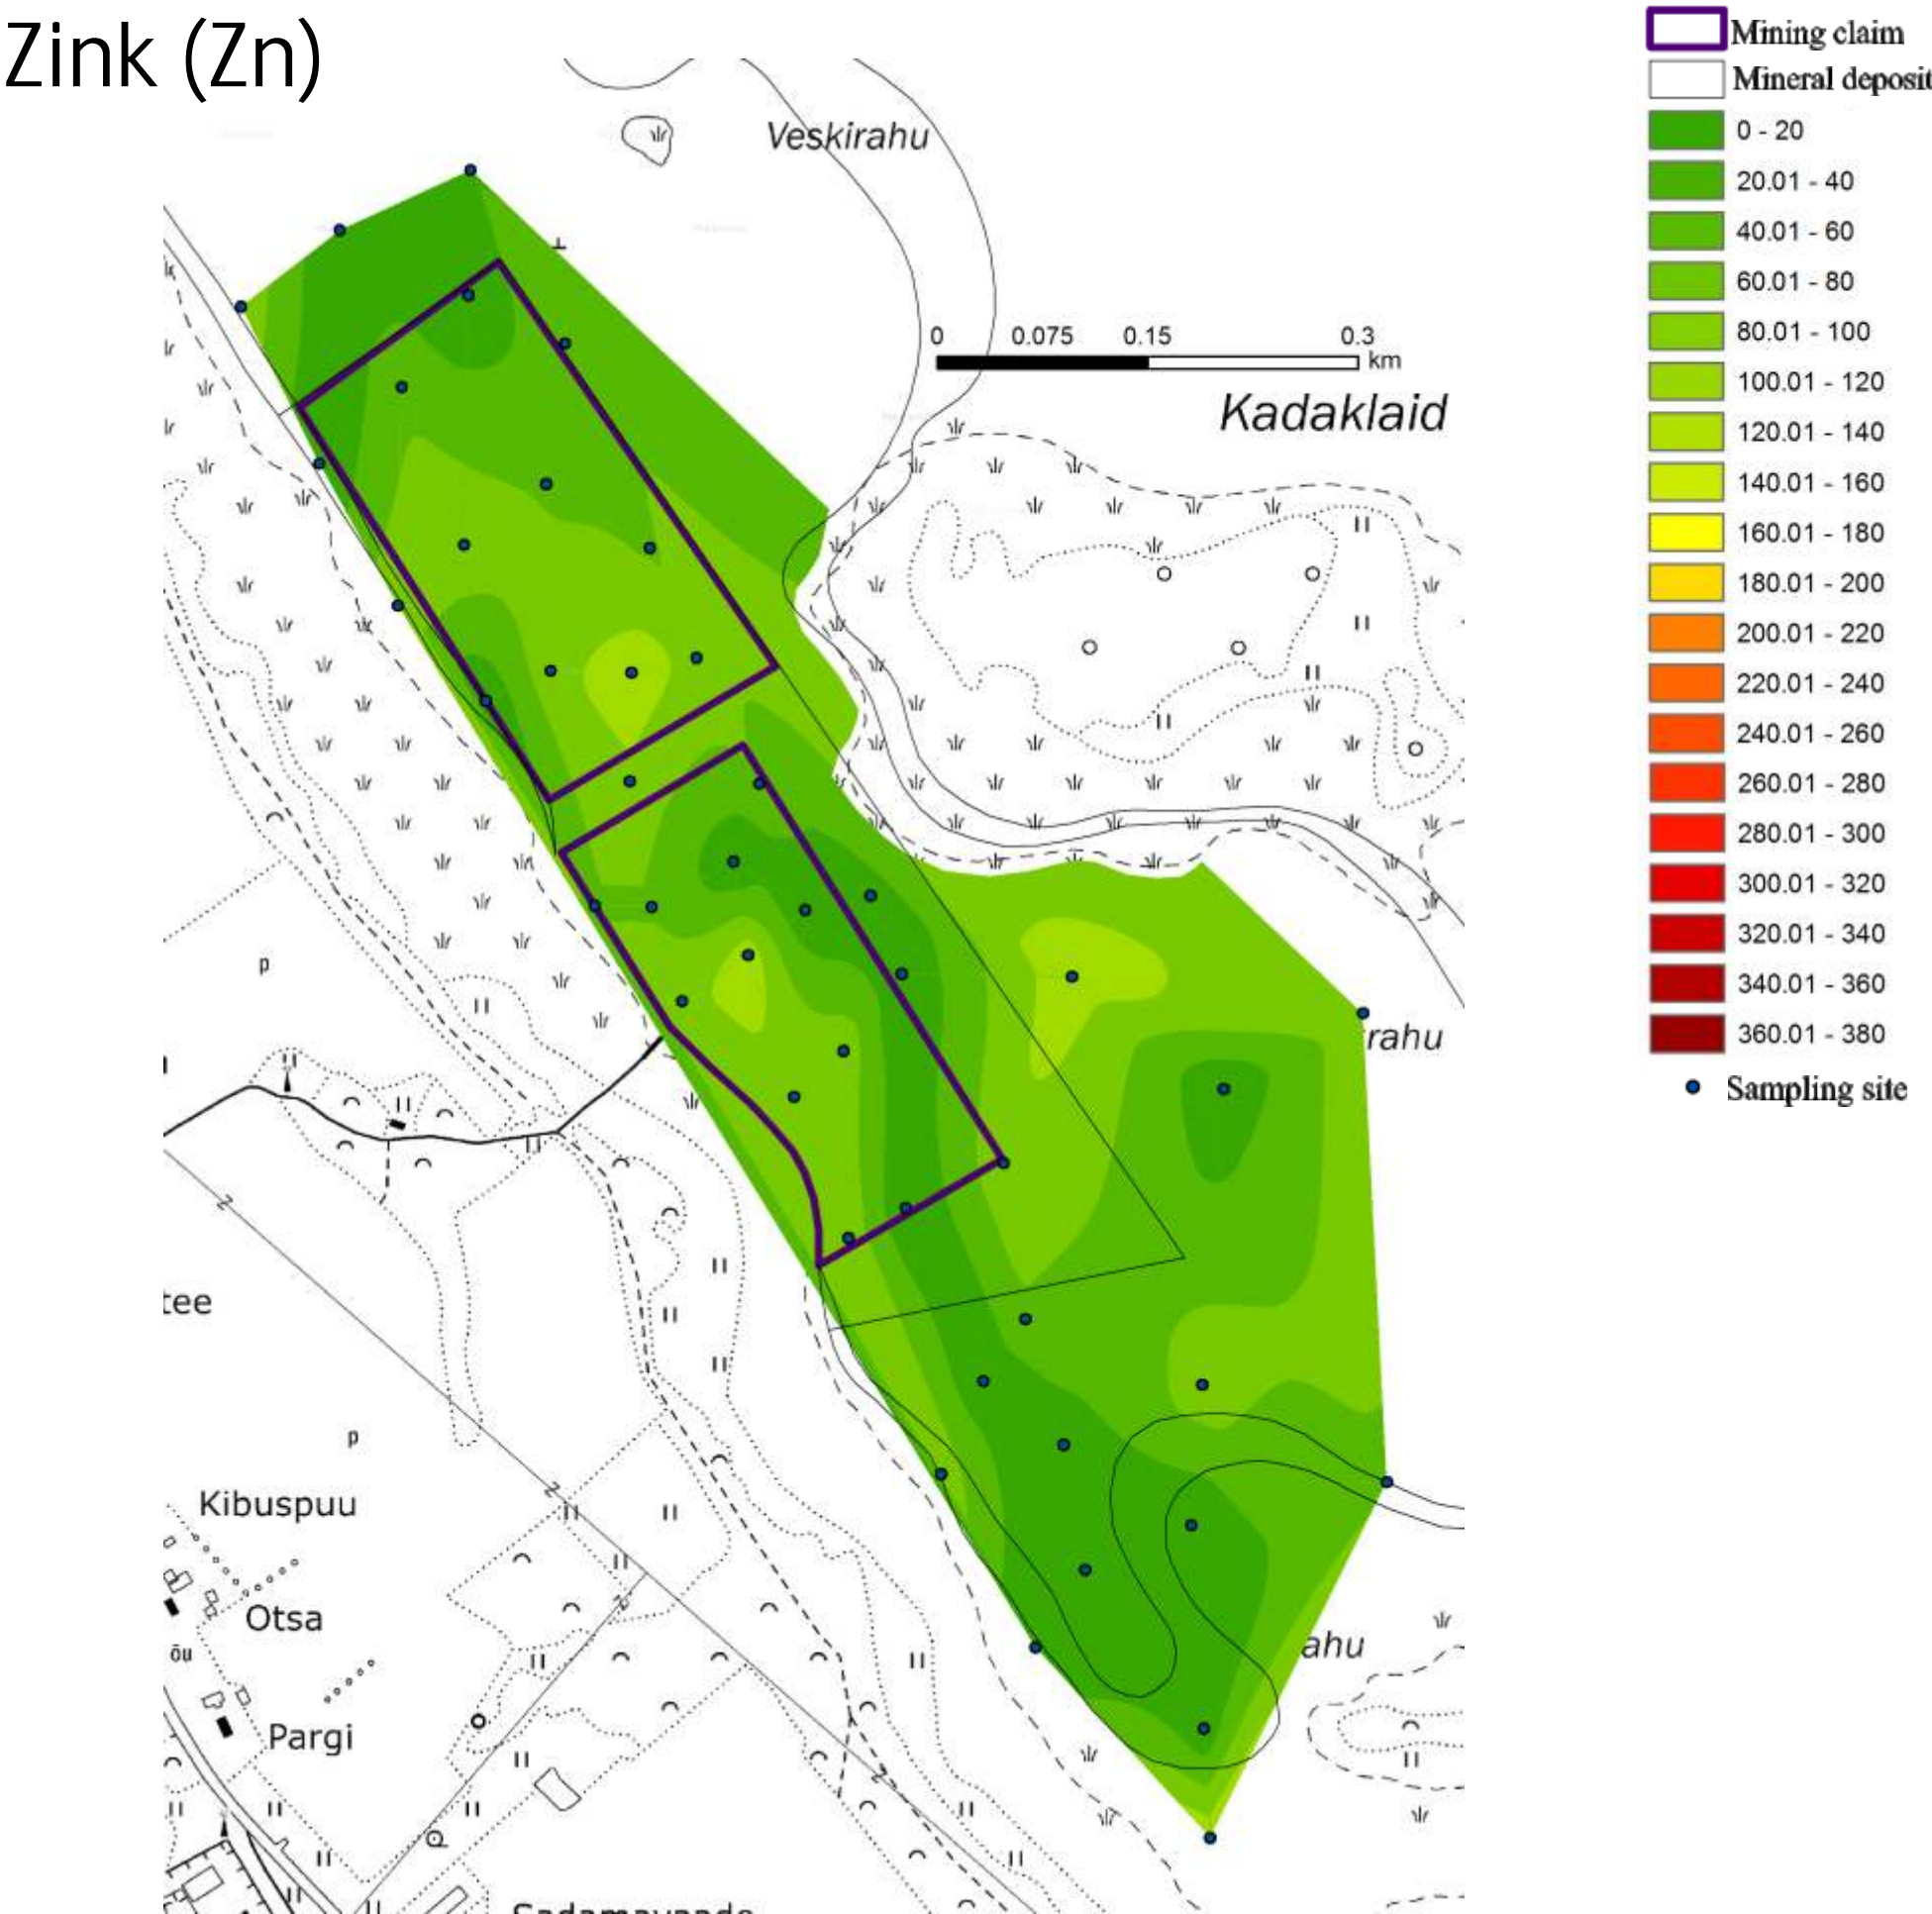 Zink (Zn)
Veskirahu
0 0.075 0.15 0.3
km
Kadaklaid
rahu
tee
p
p
Kibuspuu
Otsa
õu
Pargi
ahu
Z
Z
Z
Z
Mining claim
Mineral deposit
0 - 20
20.01 - 40
40.01 - 60
60.01 - 80
80.01 - 100
100.01 - 120
120.01 - 140
140.01 - 160
160.01 - 180
180.01 - 200
200.01 - 220
220.01 - 240
240.01 - 260
260.01 - 280
280.01 - 300
300.01 - 320
320.01 - 340
340.01 - 360
360.01 - 380
Sampling site